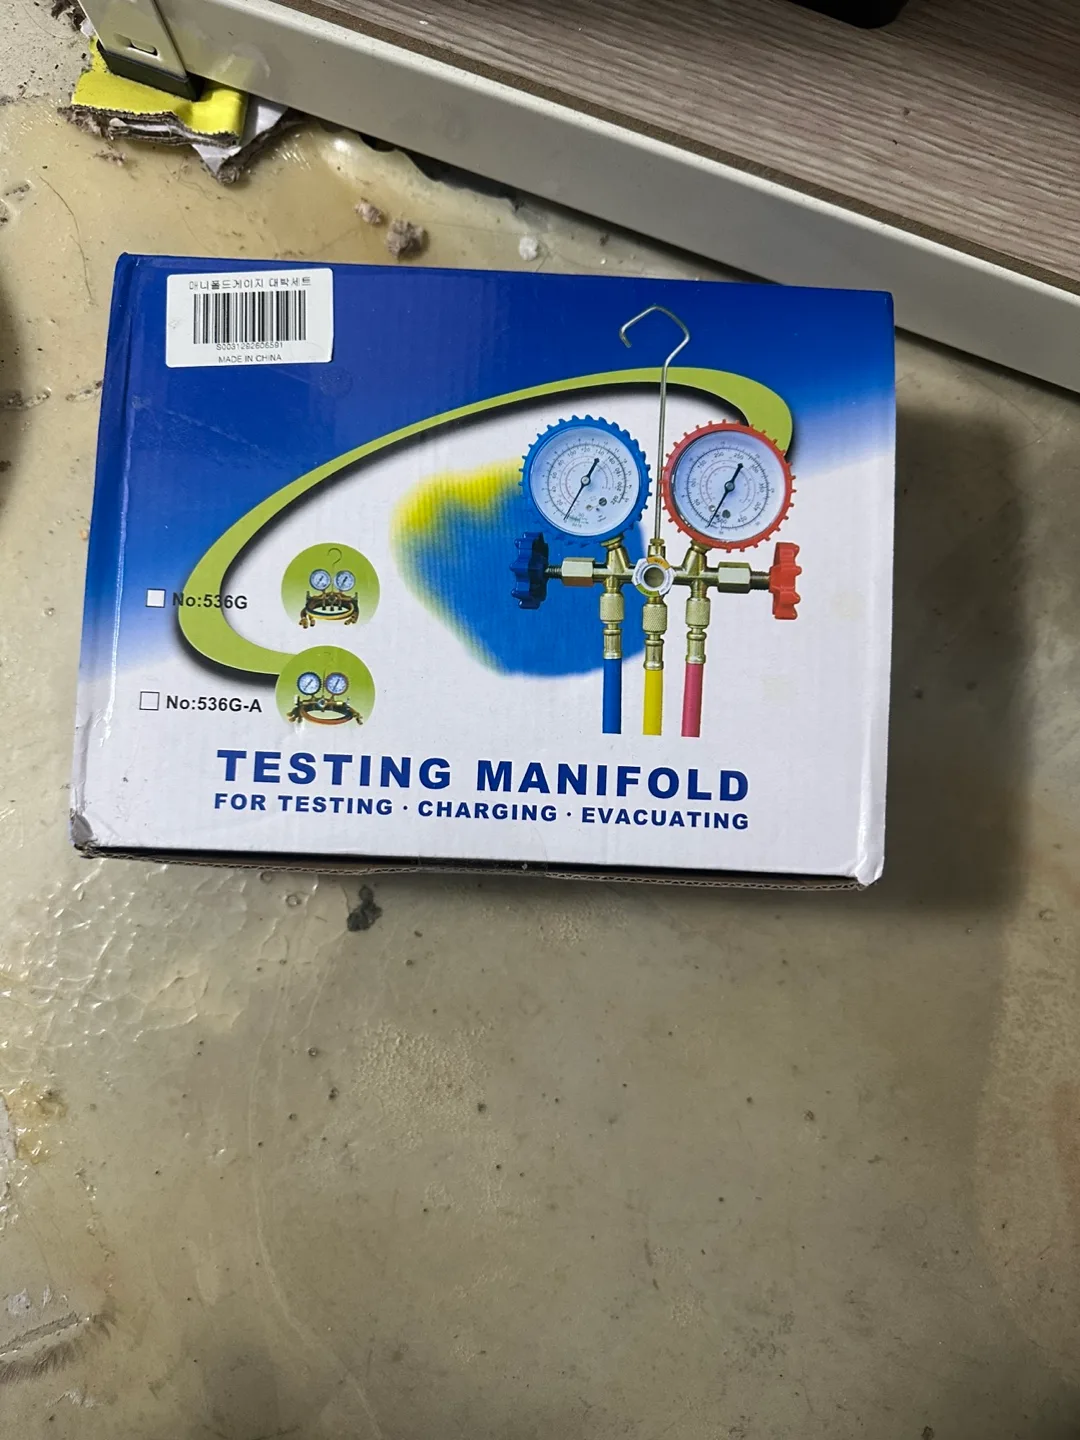 매니폴드게이지 대박세트
S0031292606591
MADE IN CHINA
No:536G
No:536G-A
TESTING MANIFOLD
FOR TESTING · CHARGING · EVACUATING